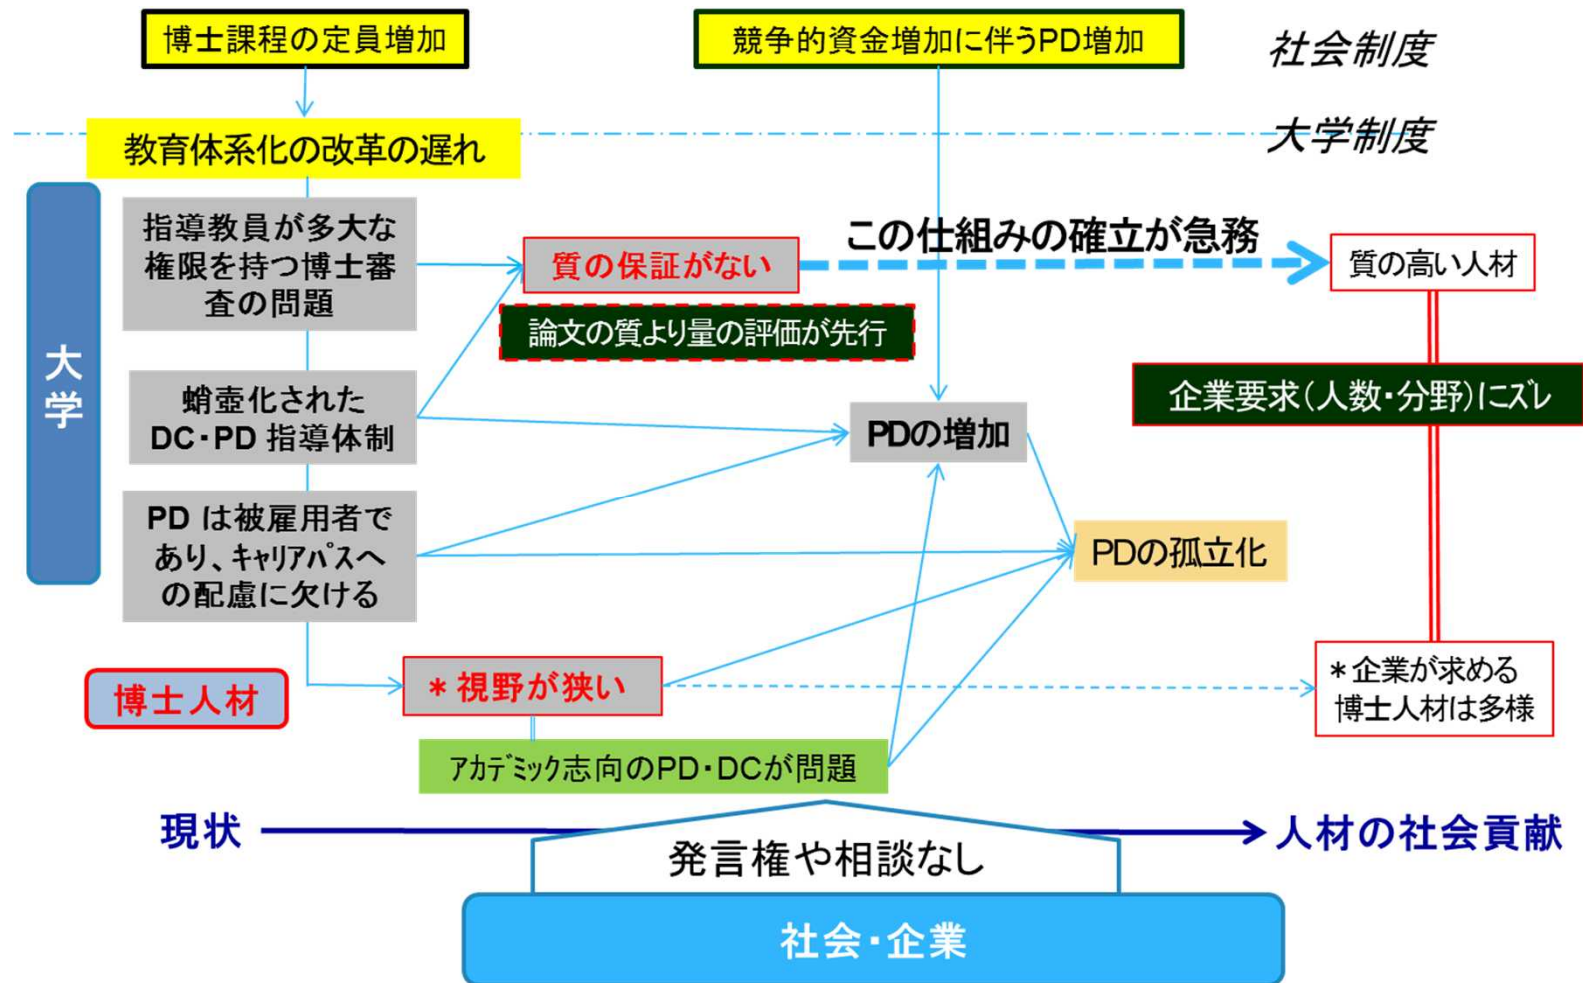 博士課程の定員増加
競争的資金増加に伴うPD増加
社会制度
大学制度
教育体系化の改革の遅れ
大学
指導教員が多大な
権限を持つ博士審
査の問題
質の保証がない
この仕組みの確立が急務
質の高い人材
論文の質より量の評価が先行
蛸壺化された
DC・PD 指導体制
PDの増加
企業要求(人数・分野)にズレ
PD は被雇用者で
あり、キャリアパスへ
の配慮に欠ける
PDの孤立化
博士人材
*視野が狭い
*企業が求める
博士人材は多様
アカデミック志向のPD・DCが問題
現状
人材の社会貢献
発言権や相談なし
社会・企業